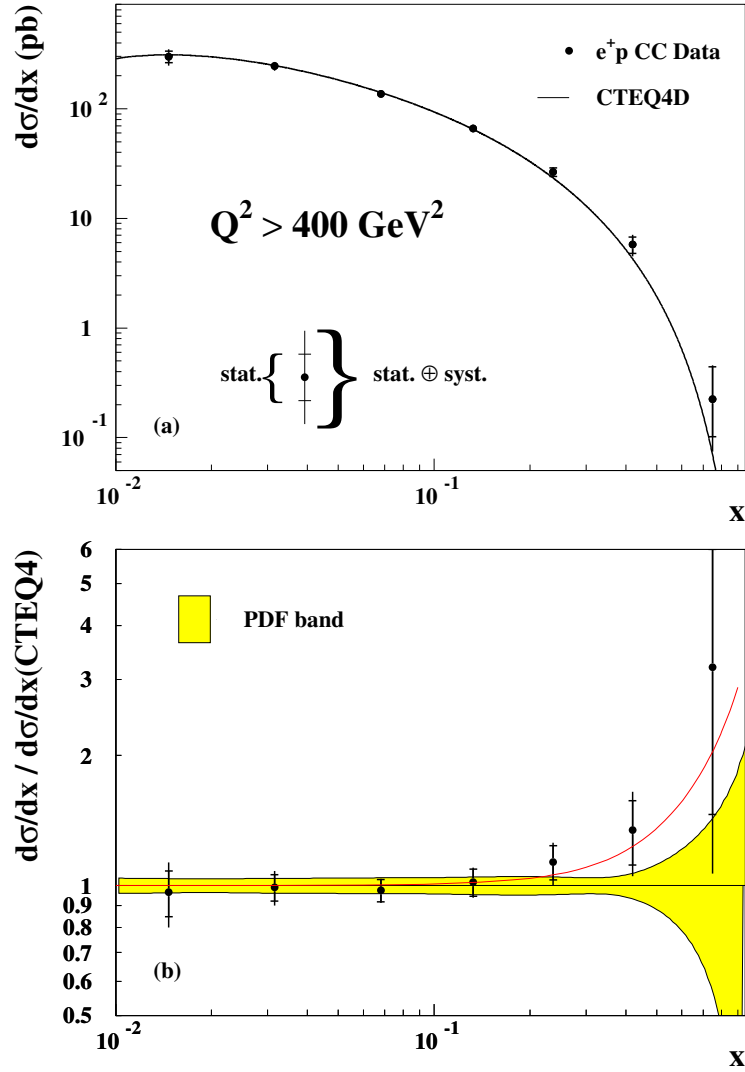 dσ/dx (pb)
10²
10
1
10⁻¹
e⁺p CC Data
CTEQ4D
Q² > 400 GeV²
stat. { } stat. ⊕ syst.
(a)
10⁻² 10⁻¹
x
dσ/dx / dσ/dx(CTEQ4)
6
5
4
3
2
1
0.9
0.8
0.7
0.6
0.5
PDF band
(b)
10⁻² 10⁻¹
x